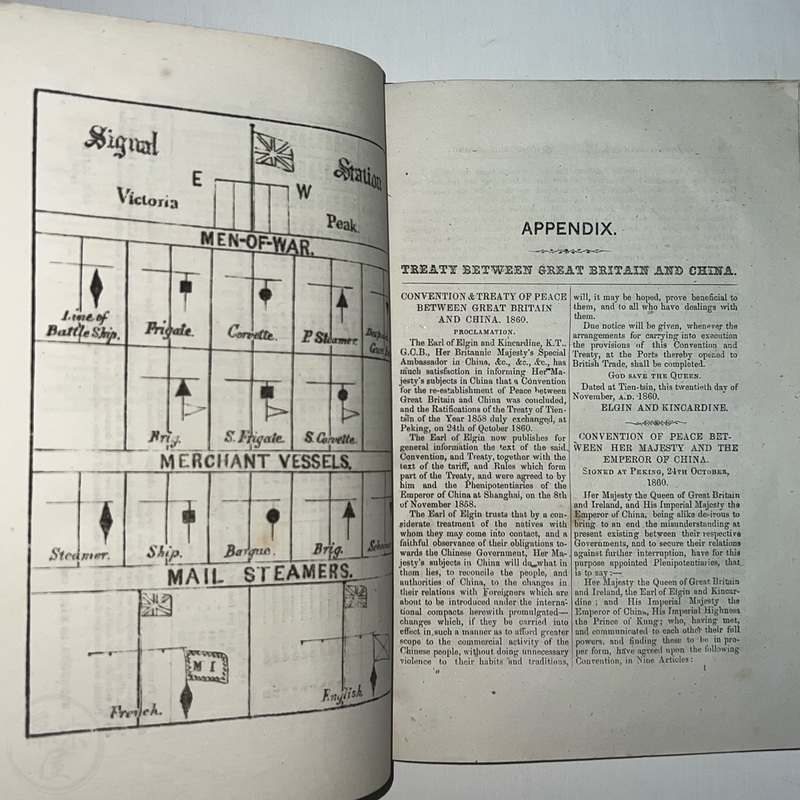 Signal Station
E W
Victoria Peak.
MEN-OF-WAR.
Line of Battle Ship.
Frigate.
Corvette.
P Steamer.
Brig.
S. Frigate.
S. Corvette.
MERCHANT VESSELS.
Steamer.
Ship.
Barque.
Brig.
MAIL STEAMERS.
M I
French.
English
APPENDIX.
TREATY BETWEEN GREAT BRITAIN AND CHINA.
CONVENTION & TREATY OF PEACE
BETWEEN GREAT BRITAIN
AND CHINA. 1860.
PROCLAMATION.
The Earl of Elgin and Kincardine, K.T.,
G.C.B., Her Britannic Majesty's Special
Ambassador in China, &c., &c., &c., has
much satisfaction in informing Her Ma-
jesty's subjects in China that a Convention
for the re-establishment of Peace between
Great Britain and China was concluded,
and the Ratifications of the Treaty of Tien-
tsin of the Year 1858 duly exchanged, at
Peking, on 24th of October 1860.
The Earl of Elgin now publishes for
general information the text of the said
Convention, and Treaty, together with the
text of the tariff, and Rules which form
part of the Treaty, and were agreed to by
him and the Plenipotentiaries of the
Emperor of China at Shanghai, on the 8th
of November 1858.
The Earl of Elgin trusts that by a con-
siderate treatment of the natives with
whom they may come into contact, and a
faithful observance of their obligations to-
wards the Chinese Government, Her Ma-
jesty's subjects in China will do what in
them lies, to reconcile the people, and
authorities of China, to the changes in
their relations with Foreigners which are
about to be introduced under the interna-
tional compacts herewith promulgated—
changes which, if they be carried into
effect in such a manner as to afford greater
scope to the commercial activity of the
Chinese people, without doing unnecessary
violence to their habits and traditions,
will, it may be hoped, prove beneficial to
them, and to all who have dealings with
them.
Due notice will be given, whenever the
arrangements for carrying into execution
the provisions of this Convention and
Treaty, at the Ports thereby opened to
British Trade, shall be completed.
GOD SAVE THE QUEEN.
Dated at Tien-tsin, this twentieth day of
November, A.D. 1860.
ELGIN AND KINCARDINE.
CONVENTION OF PEACE BET-
WEEN HER MAJESTY AND THE
EMPEROR OF CHINA.
SIGNED AT PEKING, 24TH OCTOBER,
1860.
Her Majesty the Queen of Great Britain
and Ireland, and His Imperial Majesty the
Emperor of China, being alike desirous to
bring to an end the misunderstanding at
present existing between their respective
Governments, and to secure their relations
against further interruption, have for this
purpose appointed Plenipotentiaries, that
is to say:—
Her Majesty the Queen of Great Britain
and Ireland, the Earl of Elgin and Kincar-
dine; and His Imperial Majesty the
Emperor of China, His Imperial Highness
the Prince of Kung; who, having met,
and communicated to each other their full
powers, and finding these to be in pro-
per form, have agreed upon the following
Convention, in Nine Articles: